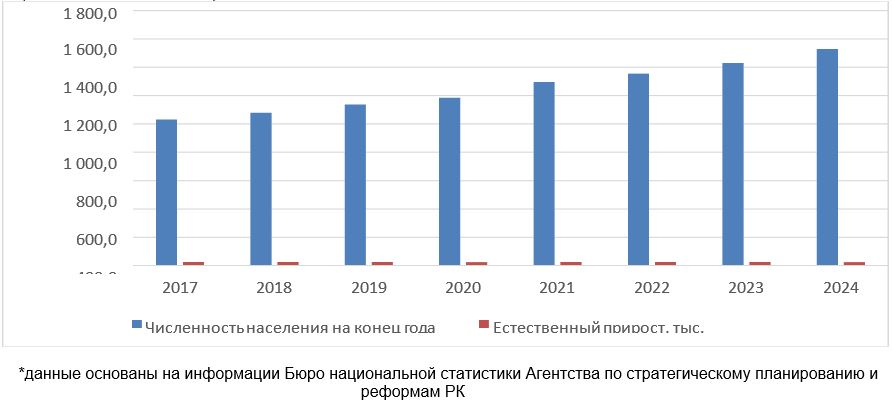 1 800,0
1 600,0
1 400,0
1 200,0
1 000,0
800,0
600,0
2017 2018 2019 2020 2021 2022 2023 2024
Численность населения на конец года Естественный прирост, тыс.
*данные основаны на информации Бюро национальной статистики Агентства по стратегическому планированию и
реформам РК